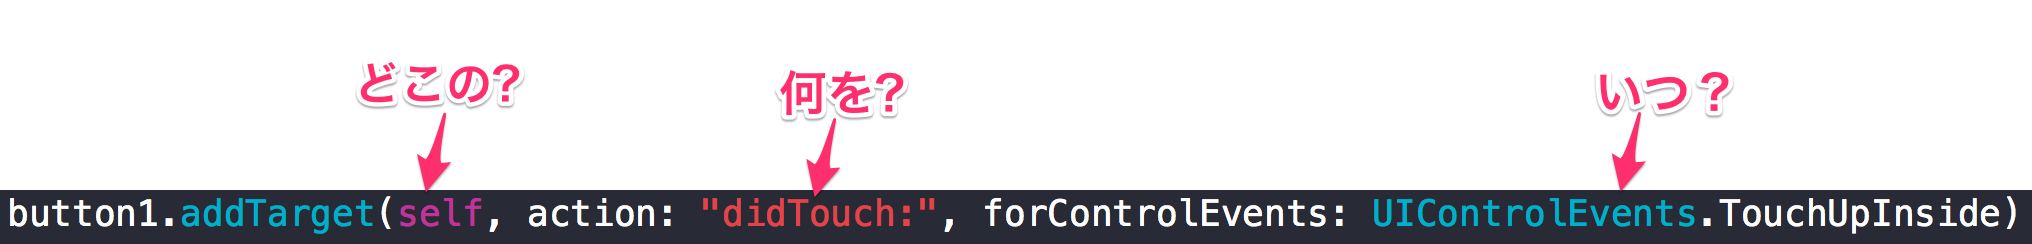 どこの?
何を?
いつ？
button1.addTarget(self, action: "didTouch:", forControlEvents: UIControlEvents.TouchUpInside)